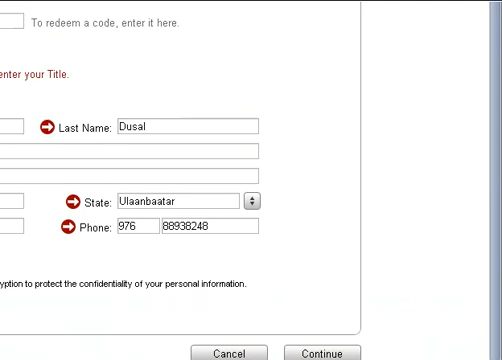 To redeem a code, enter it here.
enter your Title.
Last Name: Dusal
State: Ulaanbaatar
Phone: 976 88938248
yption to protect the confidentiality of your personal information.
Cancel Continue